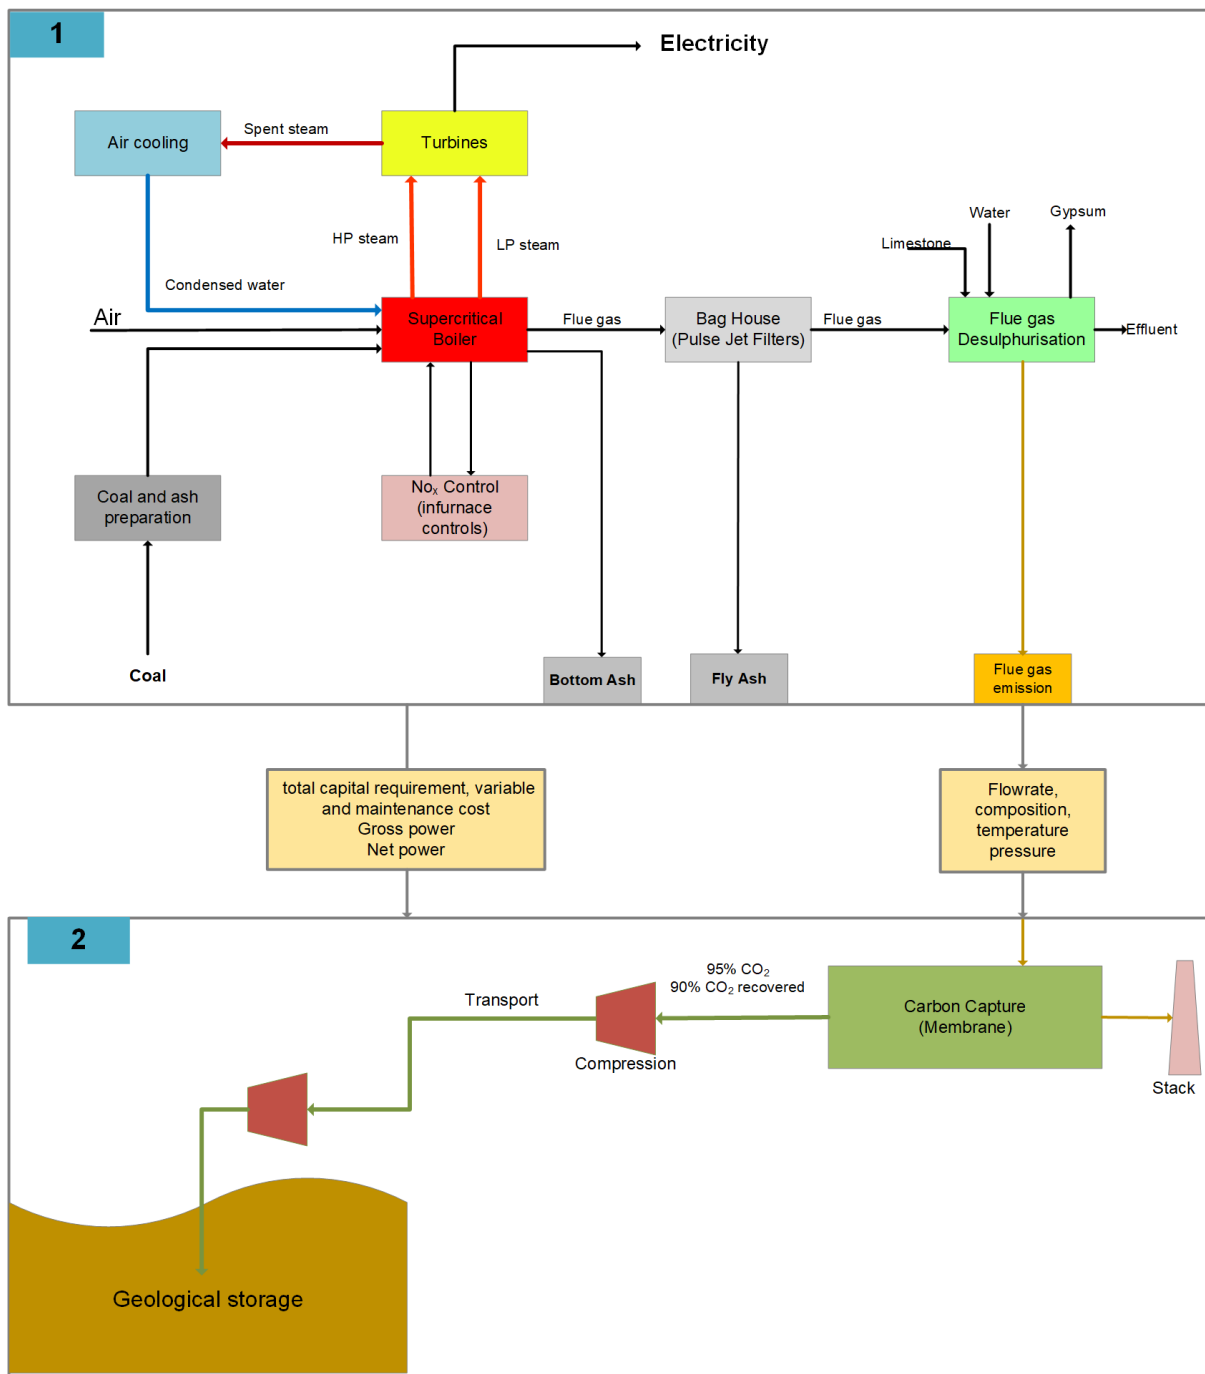 1
Electricity
Air cooling
Spent steam
Turbines
HP steam
LP steam
Water
Gypsum
Limestone
Condensed water
Air
Supercritical
Boiler
Flue gas
Bag House
(Pulse Jet Filters)
Flue gas
Flue gas
Desulphurisation
Effluent
Coal and ash
preparation
Noₓ Control
(infurnace
controls)
Coal
Bottom Ash
Fly Ash
Flue gas
emission
total capital requirement, variable
and maintenance cost
Gross power
Net power
Flowrate,
composition,
temperature
pressure
2
95% CO₂
90% CO₂ recovered
Transport
Compression
Carbon Capture
(Membrane)
Stack
Geological storage